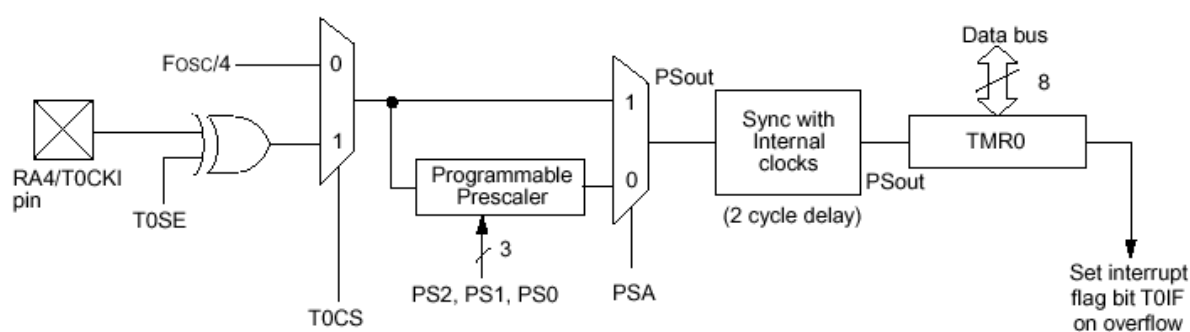 Data bus
8
Fosc/4
0
1
PSout
1
0
RA4/T0CKI
pin
T0SE
Programmable
Prescaler
3
PS2, PS1, PS0
T0CS
PSA
Sync with
Internal
clocks
(2 cycle delay)
PSout
TMR0
Set interrupt
flag bit T0IF
on overflow